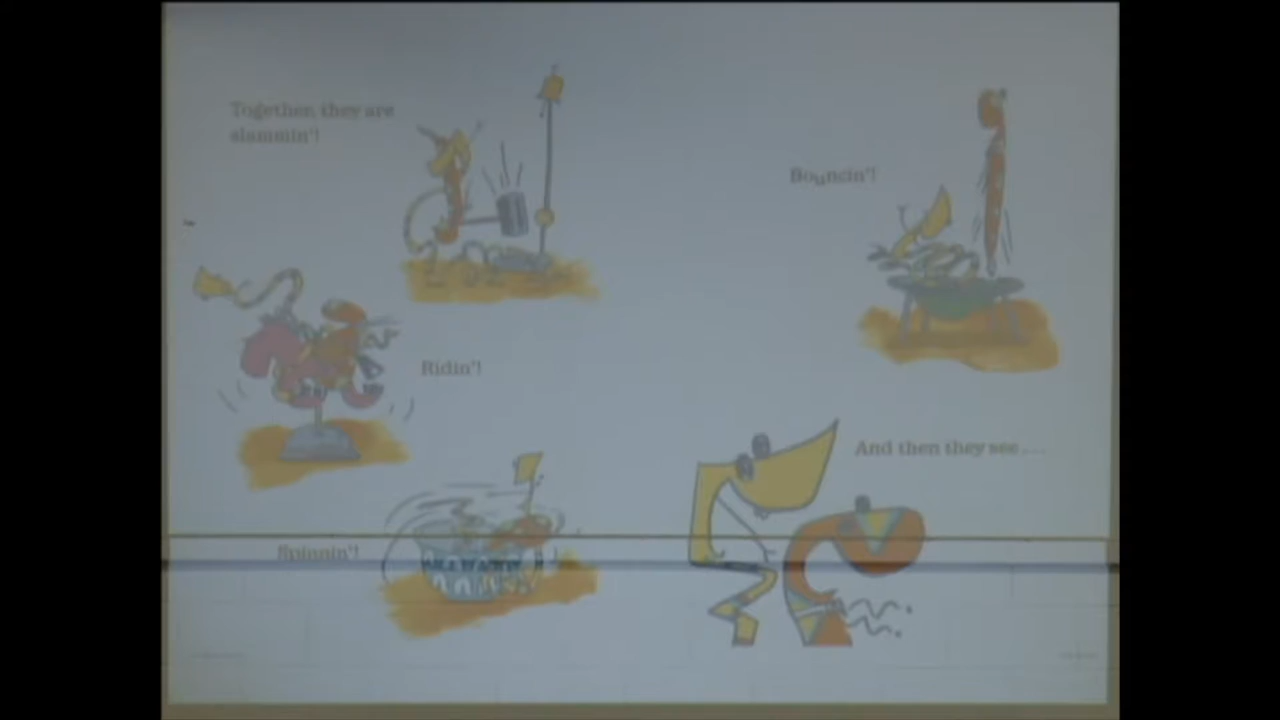 Together, they are
slammin'!
Bouncin'!
Ridin'!
And then they see....
Spinnin'!